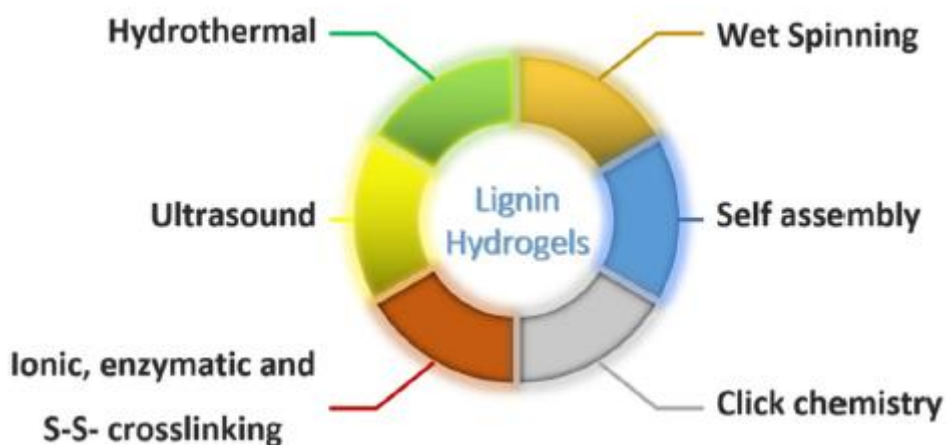 Hydrothermal
Wet Spinning
Ultrasound
Lignin
Hydrogels
Self assembly
Ionic, enzymatic and
S-S- crosslinking
Click chemistry